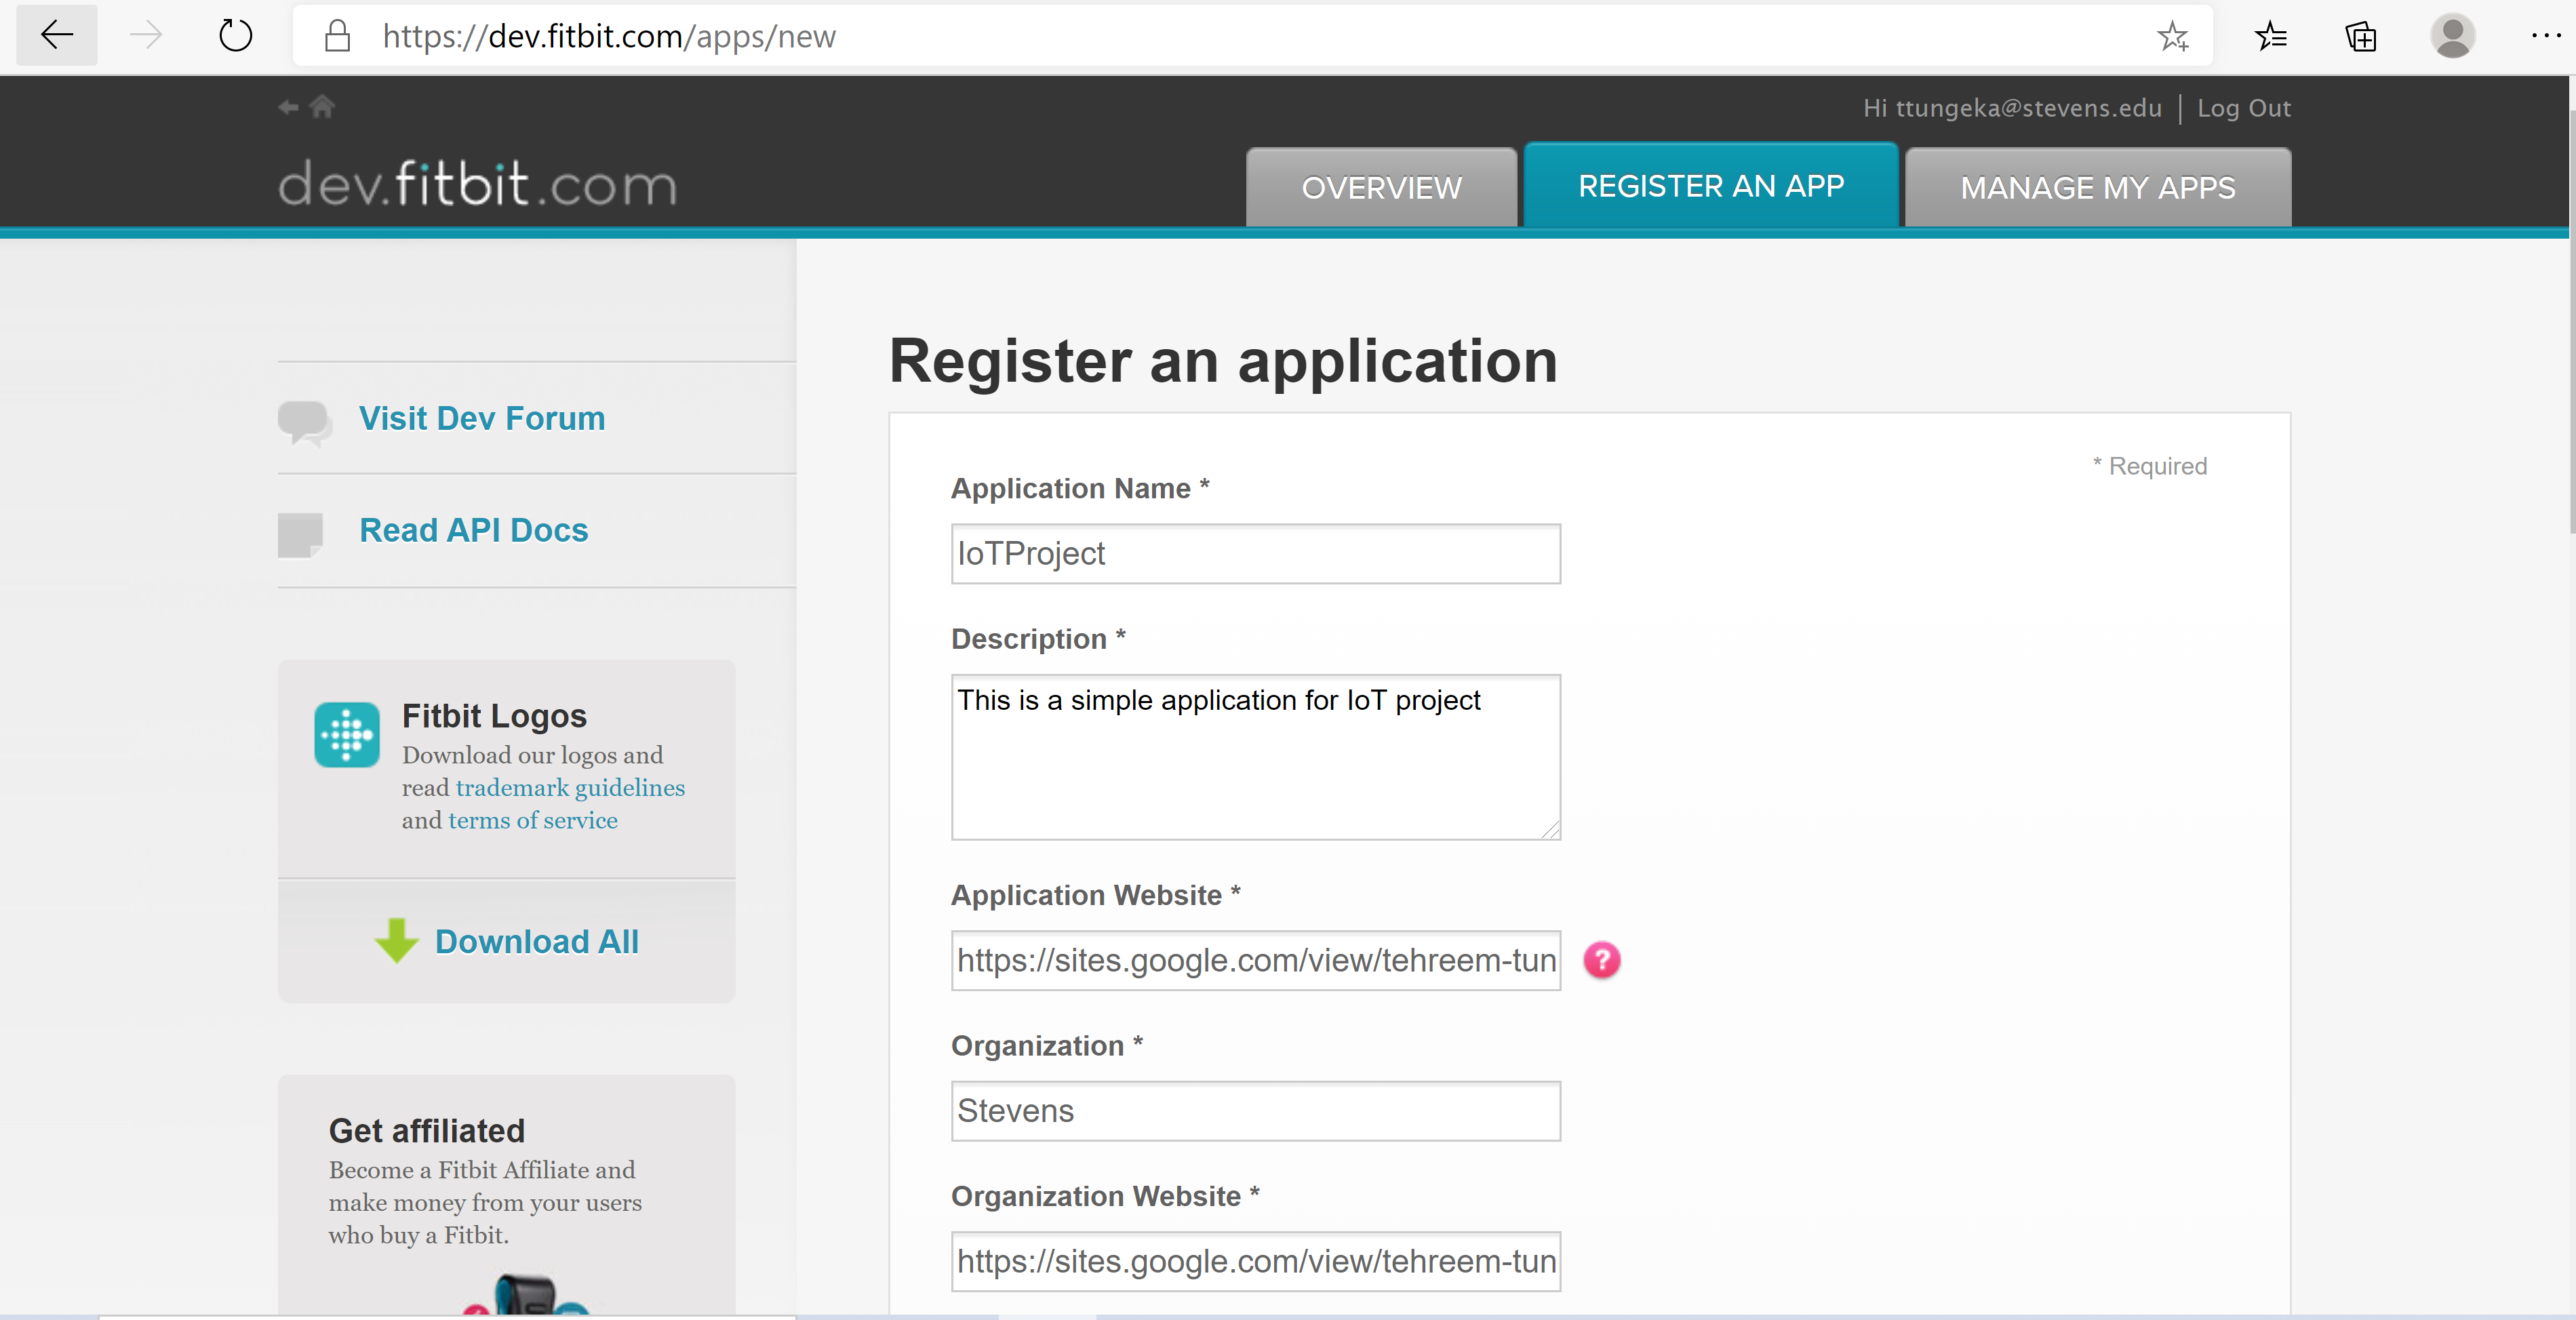 https://dev.fitbit.com/apps/new
Hi ttungeka@stevens.edu | Log Out
dev.fitbit.com
OVERVIEW
REGISTER AN APP
MANAGE MY APPS
Visit Dev Forum
Read API Docs
Fitbit Logos
Download our logos and
read trademark guidelines
and terms of service
Download All
Get affiliated
Become a Fitbit Affiliate and
make money from your users
who buy a Fitbit.
Register an application
* Required
Application Name *
IoTProject
Description *
This is a simple application for IoT project
Application Website *
https://sites.google.com/view/tehreem-tun
?
Organization *
Stevens
Organization Website *
https://sites.google.com/view/tehreem-tun